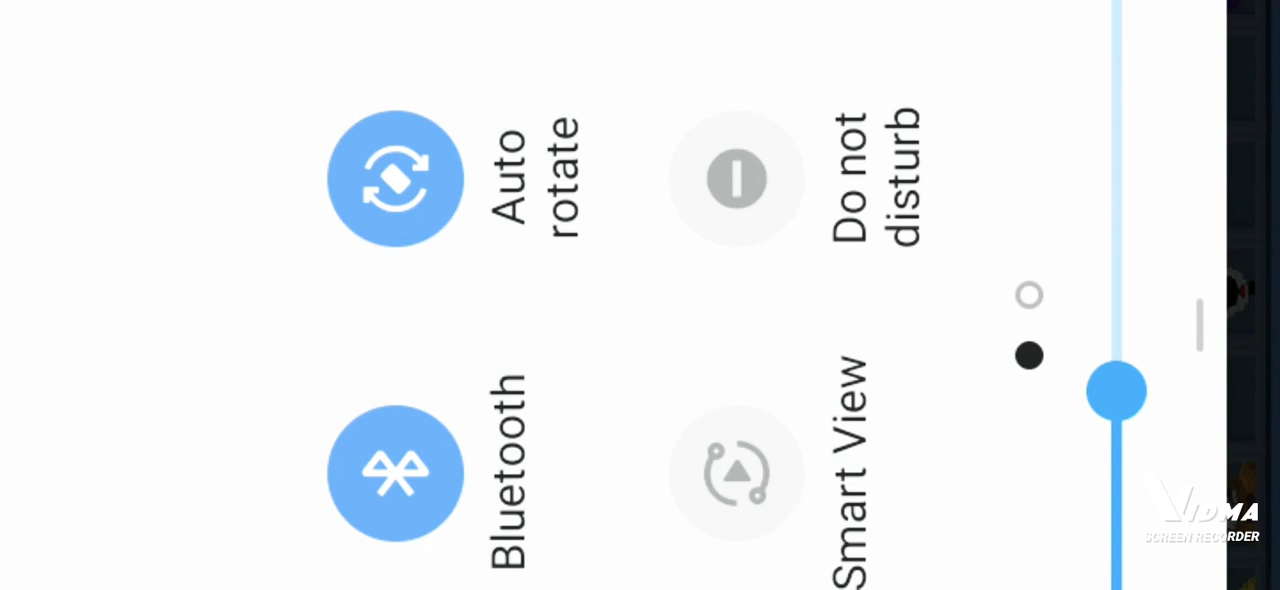 Bluetooth
Auto
rotate
Smart View
Do not
disturb
VIDMA
SCREEN RECORDER